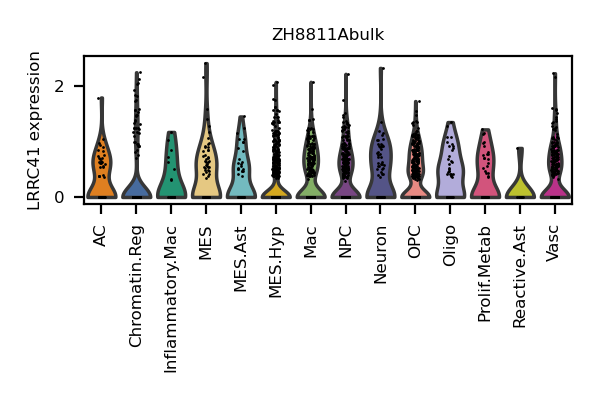 ZH8811Abulk
LRRC41 expression
2
0
AC
Chromatin.Reg
Inflammatory.Mac
MES
MES.Ast
MES.Hyp
Mac
NPC
Neuron
OPC
Oligo
Prolif.Metab
Reactive.Ast
Vasc